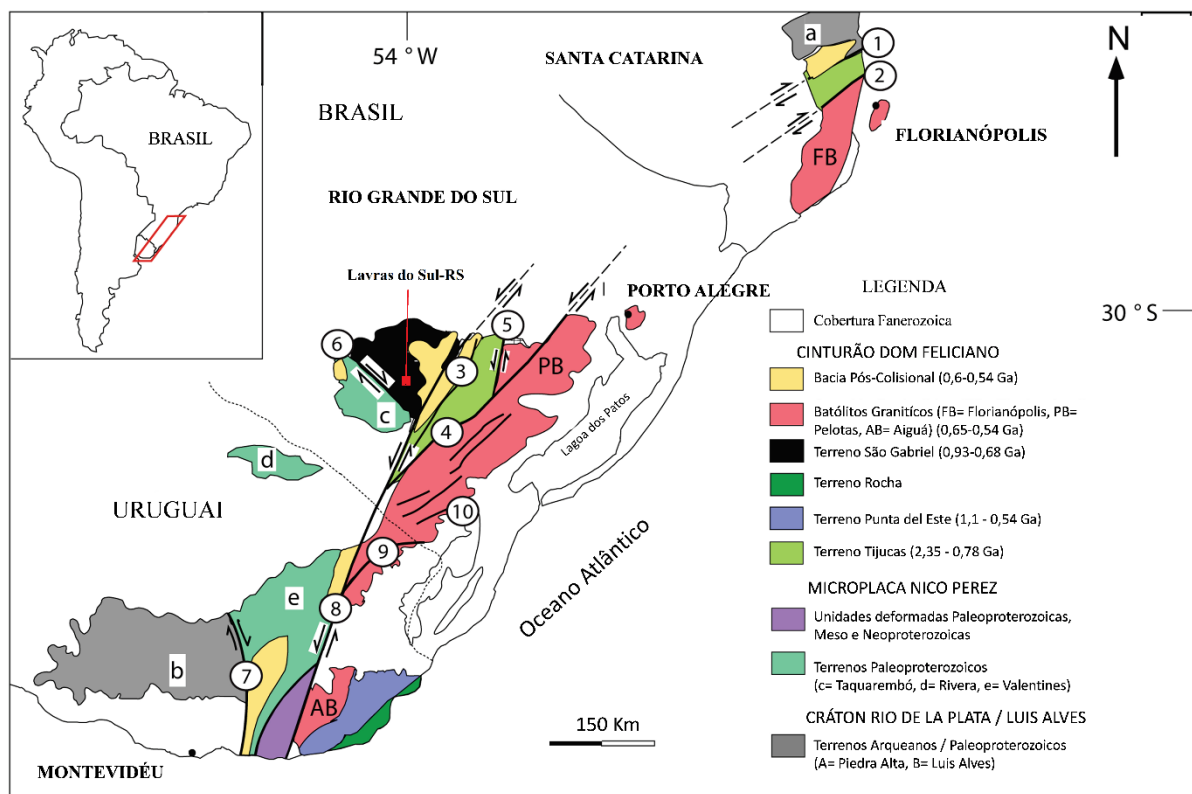 BRASIL
54 ° W
SANTA CATARINA
BRASIL
a
1
2
N
FLORIANÓPOLIS
FB
RIO GRANDE DO SUL
Lavras do Sul-RS
PORTO ALEGRE
30 ° S
6
5
3
PB
c
4
Lagoa dos Patos
d
URUGUAI
10
9
e
8
Oceano Atlântico
7
b
AB
150 Km
MONTEVIDÉU
LEGENDA
Cobertura Fanerozoica
CINTURÃO DOM FELICIANO
Bacia Pós-Colisional (0,6-0,54 Ga)
Batólitos Graniticos (FB= Florianópolis, PB=
Pelotas, AB= Aiguá) (0,65-0,54 Ga)
Terreno São Gabriel (0,93-0,68 Ga)
Terreno Rocha
Terreno Punta del Este (1,1 - 0,54 Ga)
Terreno Tijucas (2,35 - 0,78 Ga)
MICROPLACA NICO PEREZ
Unidades deformadas Paleoproterozoicas,
Meso e Neoproterozoicas
Terrenos Paleoproterozoicos
(c= Taquarembó, d= Rivera, e= Valentines)
CRÁTON RIO DE LA PLATA / LUIS ALVES
Terrenos Arqueanos / Paleoproterozoicos
(A= Piedra Alta, B= Luis Alves)